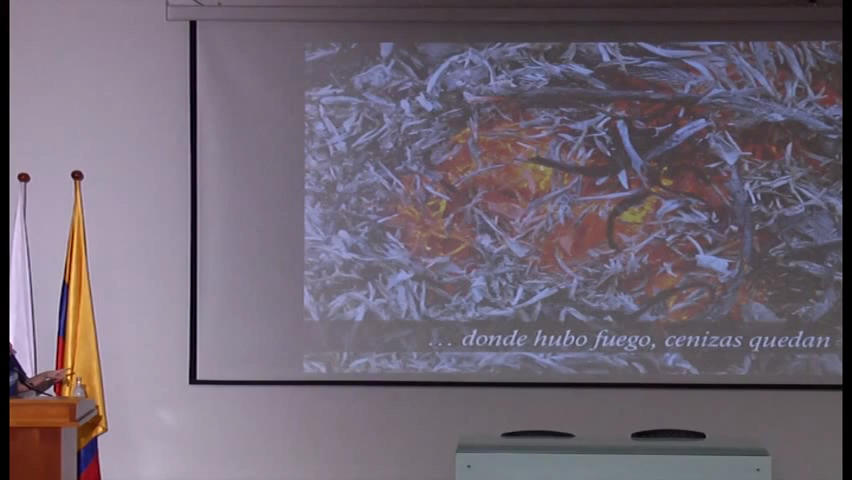 … donde hubo fuego, cenizas quedan